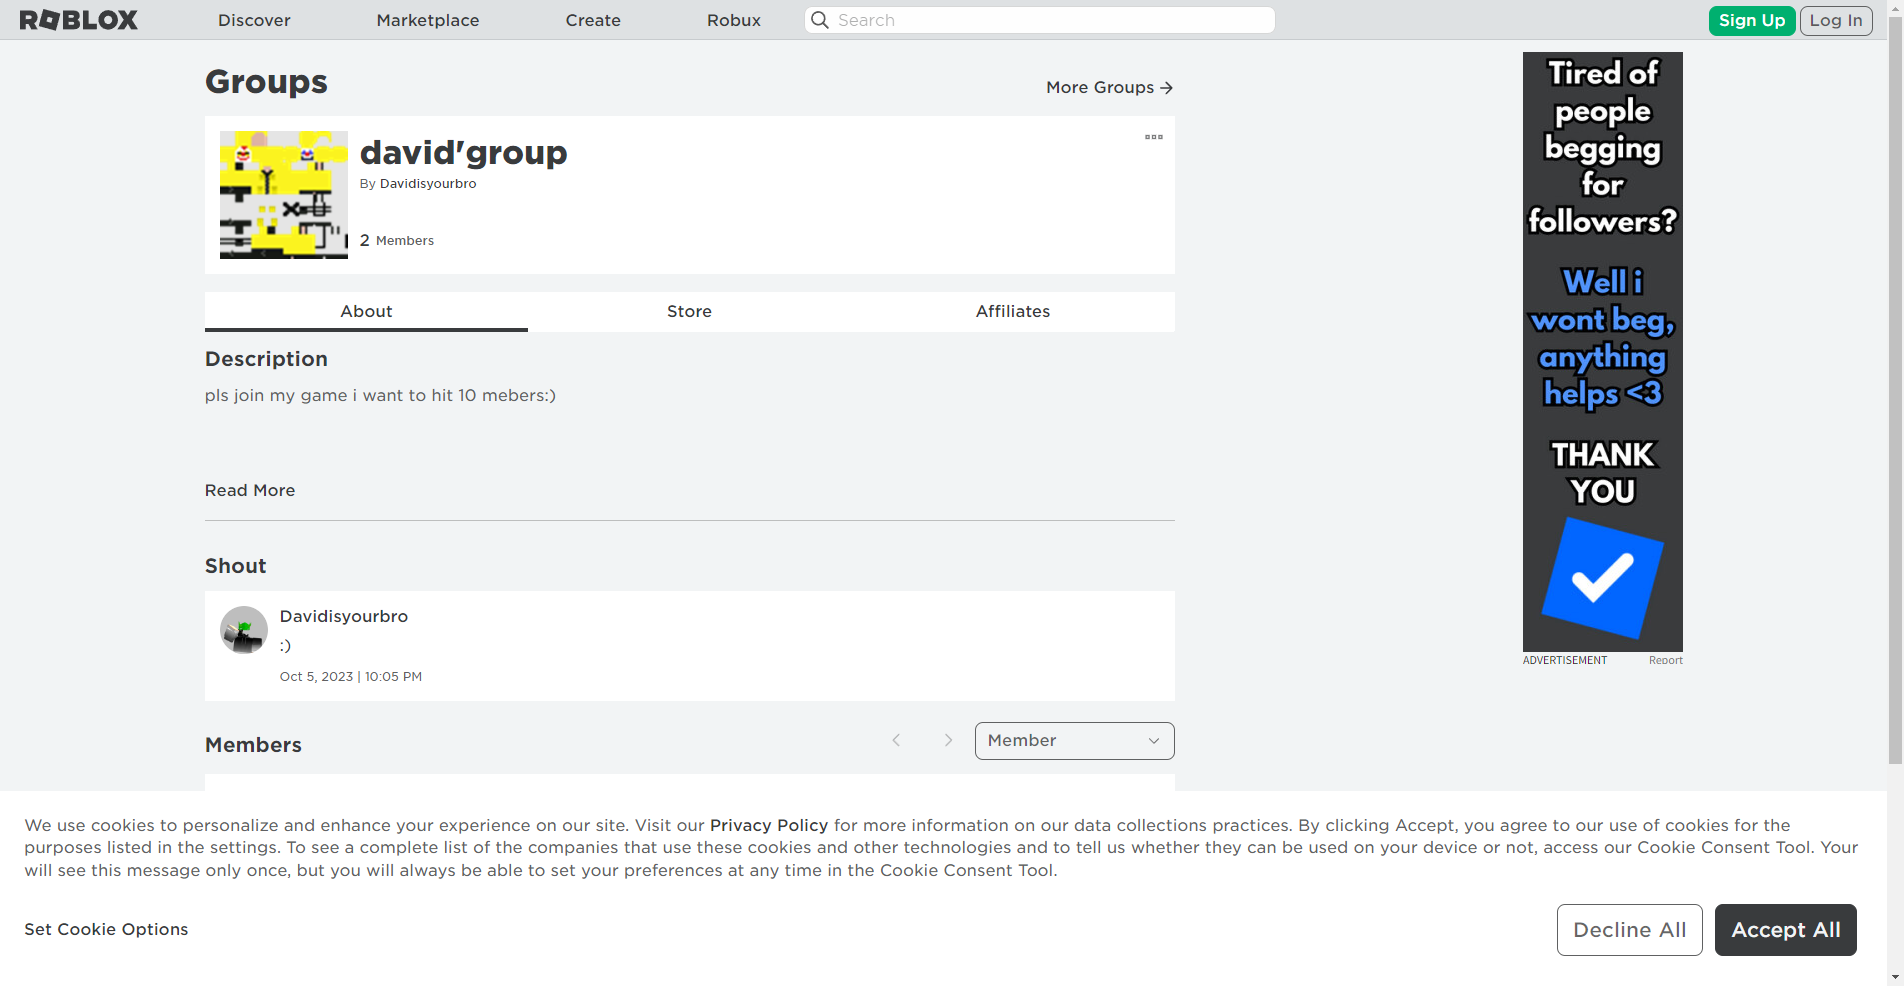 ROBLOX
Discover
Marketplace
Create
Robux
Search
Sign Up
Log In
Groups
More Groups
david'group
By Davidisyourbro
2 Members
About
Store
Affiliates
Description
pls join my game i want to hit 10 mebers:)
Read More
Shout
Davidisyourbro
:)
Oct 5, 2023 | 10:05 PM
Members
Member
Tired of
people
begging
for
followers?
Well i
wont beg,
anything
helps <3
THANK
YOU
ADVERTISEMENT
Report
We use cookies to personalize and enhance your experience on our site. Visit our Privacy Policy for more information on our data collections practices. By clicking Accept, you agree to our use of cookies for the
purposes listed in the settings. To see a complete list of the companies that use these cookies and other technologies and to tell us whether they can be used on your device or not, access our Cookie Consent Tool. Your
will see this message only once, but you will always be able to set your preferences at any time in the Cookie Consent Tool.
Set Cookie Options
Decline All
Accept All